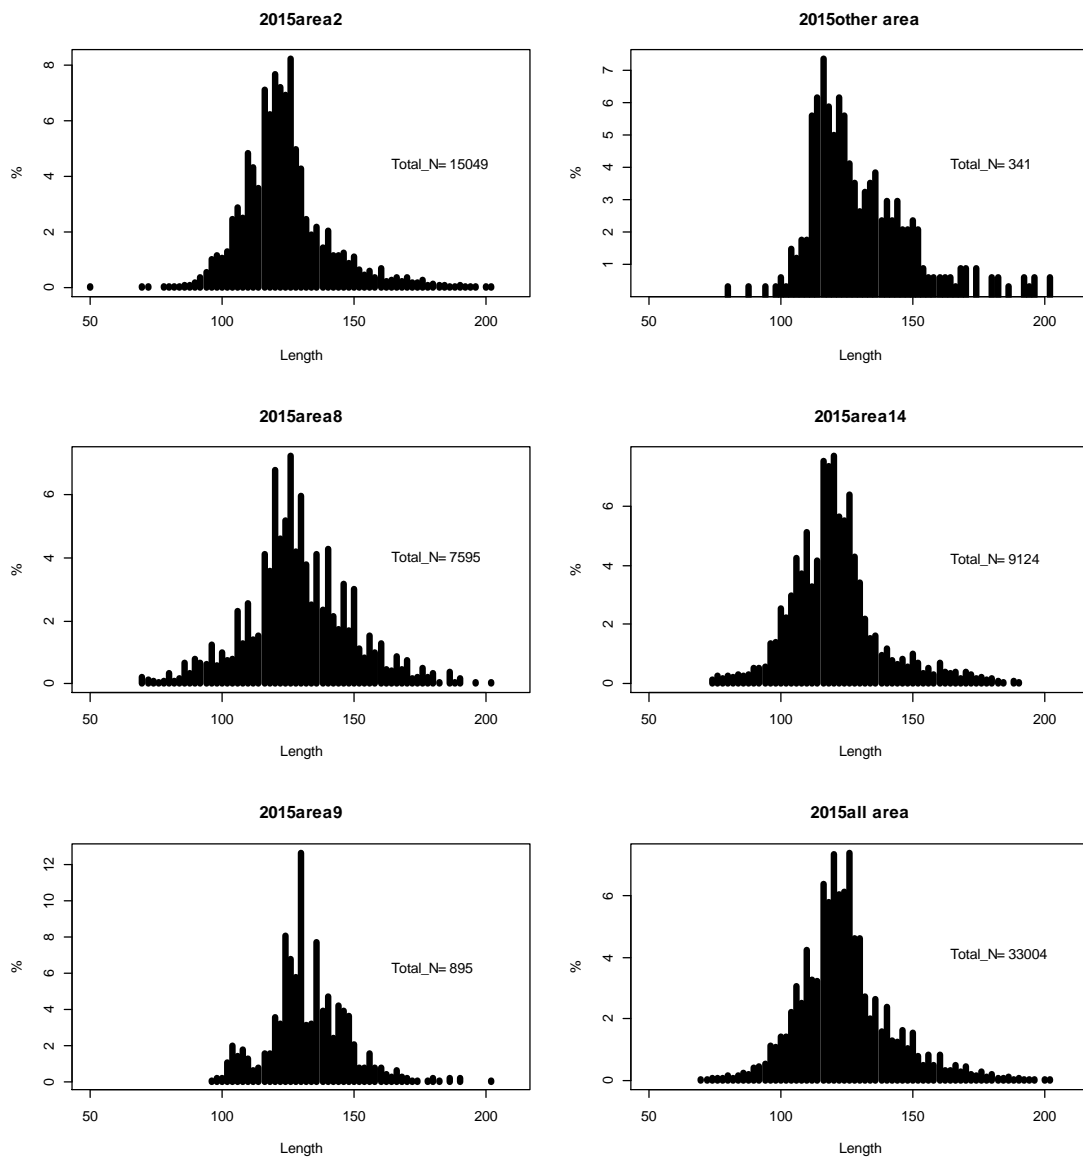 2015area2
8
6
4
2
0
%
Total_N= 15049
50 100 150 200
Length
2015other area
7
6
5
4
3
2
1
%
Total_N= 341
50 100 150 200
Length
2015area8
6
4
2
0
%
Total_N= 7595
50 100 150 200
Length
2015area14
6
4
2
0
%
Total_N= 9124
50 100 150 200
Length
2015area9
12
10
8
6
4
2
0
%
Total_N= 895
50 100 150 200
Length
2015all area
6
4
2
0
%
Total_N= 33004
50 100 150 200
Length